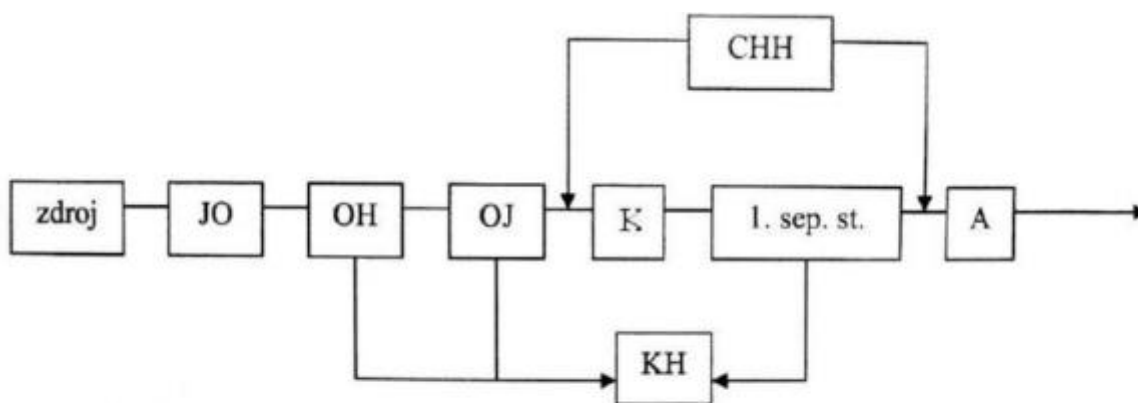 CHH
zdroj
JO
OH
OJ
K
1. sep. st.
A
KH